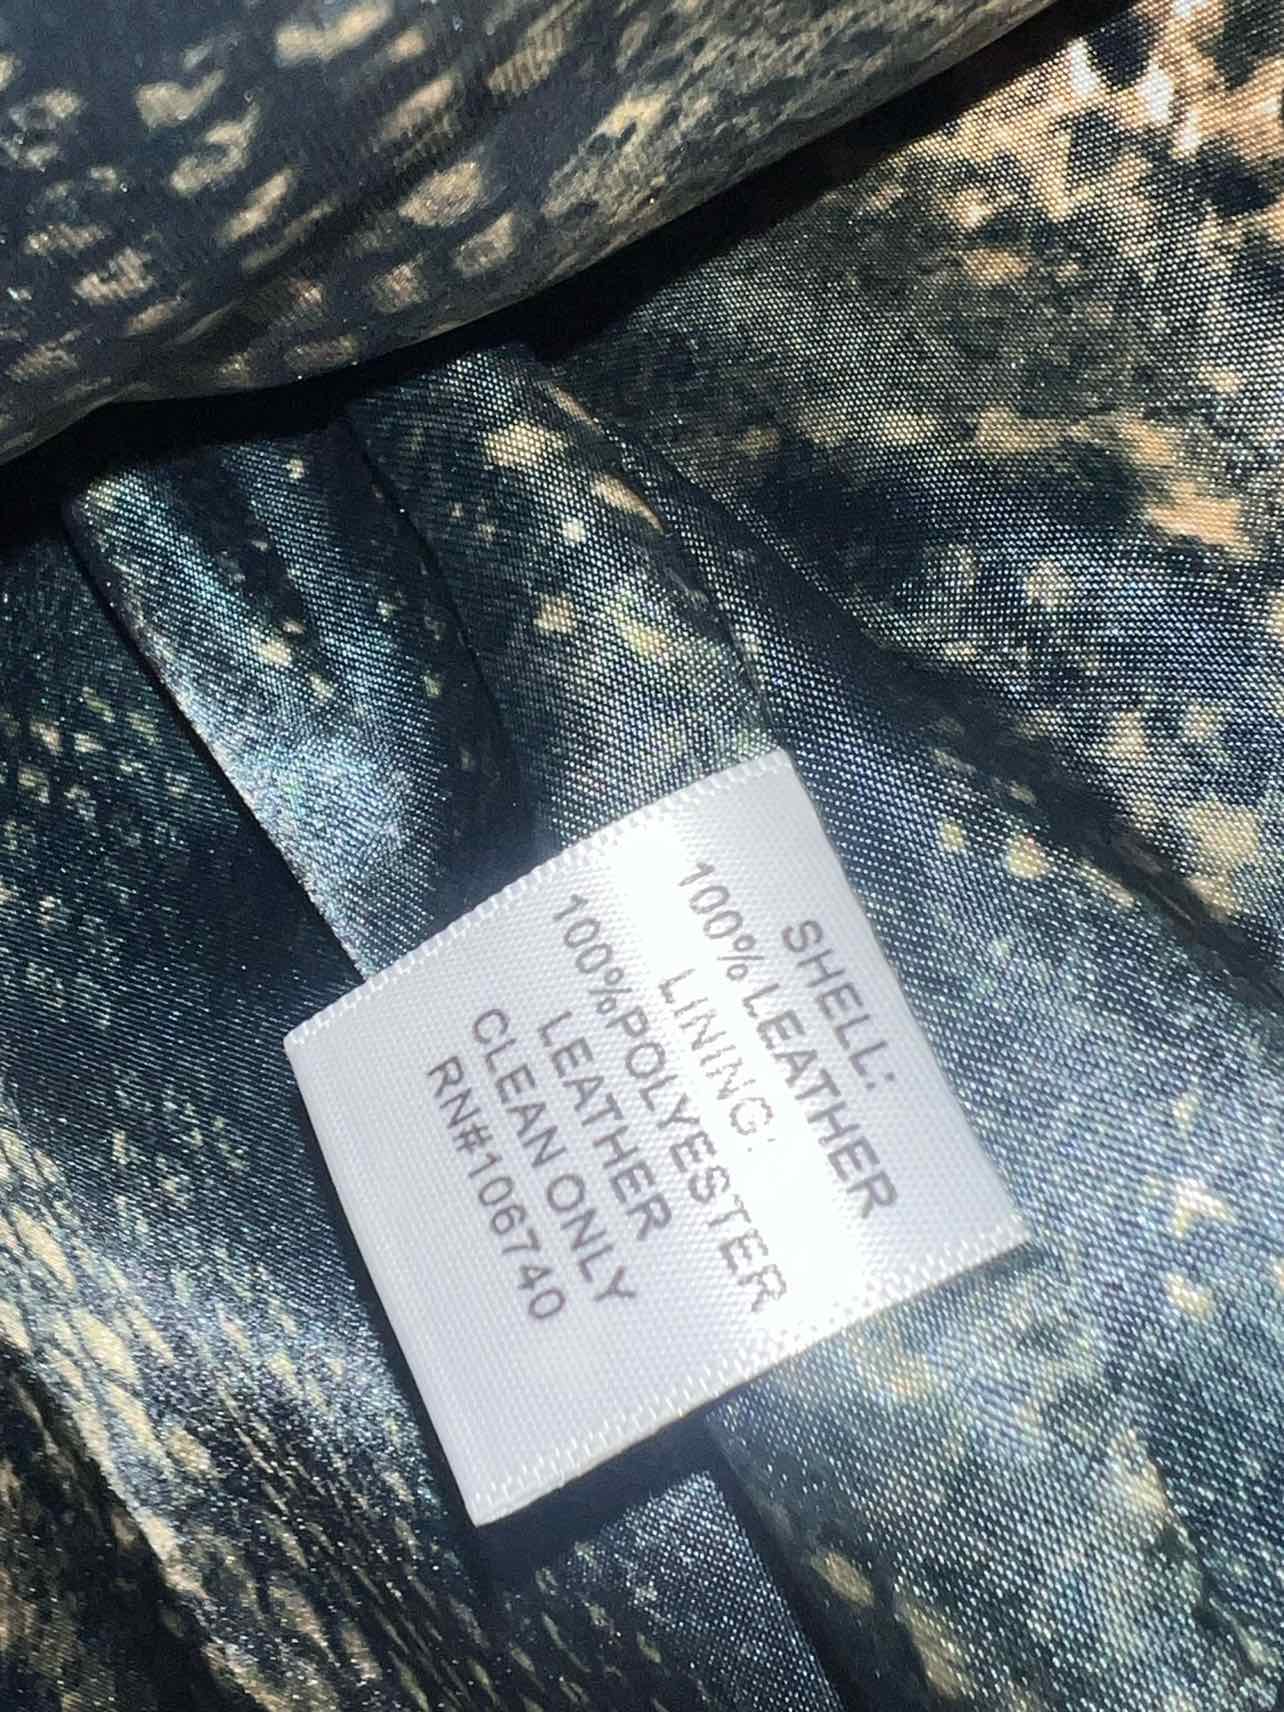 SHELL:
100% LEATHER
LINING:
100%POLYESTER
LEATHER
CLEAN ONLY
RN#106740